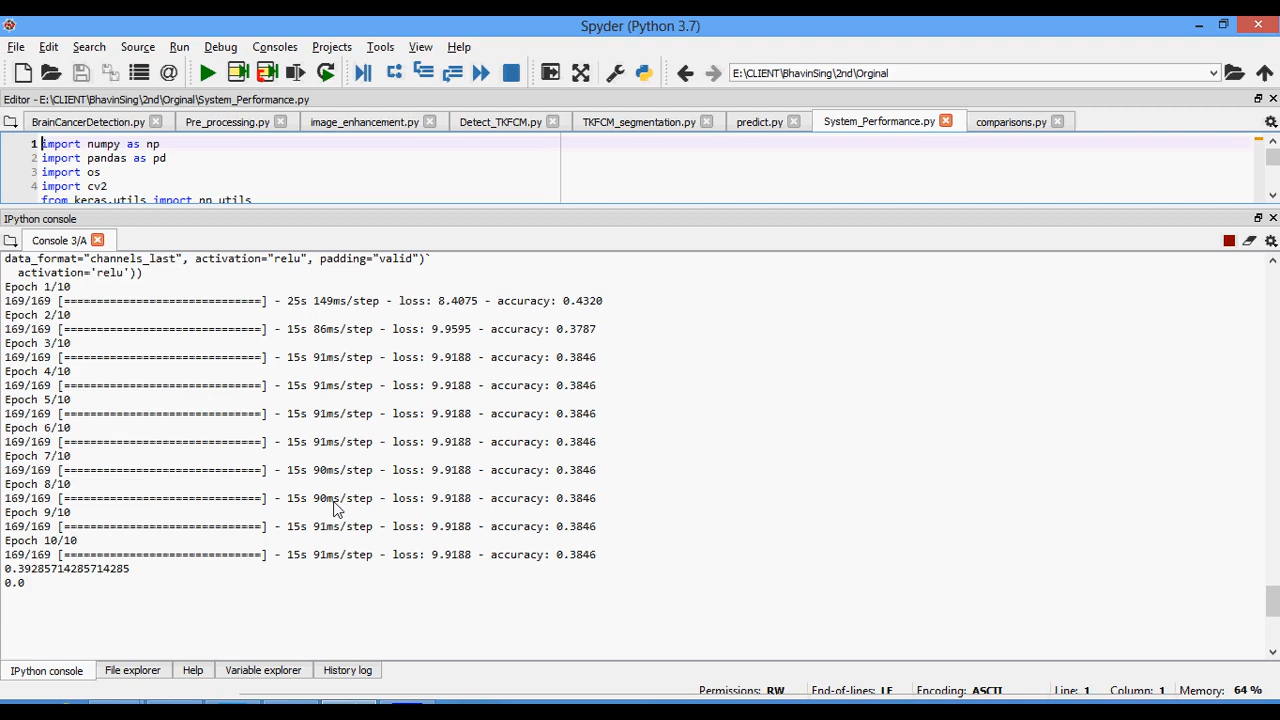 Spyder (Python 3.7)
File Edit Search Source Run Debug Consoles Projects Tools View Help
E:\CLIENT\BhavinSing\2nd\Orginal
Editor - E:\CLIENT\BhavinSing\2nd\Orginal\System_Performance.py
BrainCancerDetection.py Pre_processing.py image_enhancement.py Detect_TKFCM.py TKFCM_segmentation.py predict.py System_Performance.py comparisons.py
1 import numpy as np
2 import pandas as pd
3 import os
4 import cv2
from keras.utils import np_utils
IPython console
Console 3/A
data_format="channels_last", activation="relu", padding="valid")`
activation='relu'))
Epoch 1/10
169/169 [==============================] - 25s 149ms/step - loss: 8.4075 - accuracy: 0.4320
Epoch 2/10
169/169 [==============================] - 15s 86ms/step - loss: 9.9595 - accuracy: 0.3787
Epoch 3/10
169/169 [==============================] - 15s 91ms/step - loss: 9.9188 - accuracy: 0.3846
Epoch 4/10
169/169 [==============================] - 15s 91ms/step - loss: 9.9188 - accuracy: 0.3846
Epoch 5/10
169/169 [==============================] - 15s 91ms/step - loss: 9.9188 - accuracy: 0.3846
Epoch 6/10
169/169 [==============================] - 15s 91ms/step - loss: 9.9188 - accuracy: 0.3846
Epoch 7/10
169/169 [==============================] - 15s 90ms/step - loss: 9.9188 - accuracy: 0.3846
Epoch 8/10
169/169 [==============================] - 15s 90ms/step - loss: 9.9188 - accuracy: 0.3846
Epoch 9/10
169/169 [==============================] - 15s 91ms/step - loss: 9.9188 - accuracy: 0.3846
Epoch 10/10
169/169 [==============================] - 15s 91ms/step - loss: 9.9188 - accuracy: 0.3846
0.39285714285714285
0.0
IPython console File explorer Help Variable explorer History log
Permissions: RW End-of-lines: LF Encoding: ASCII Line: 1 Column: 1 Memory: 64 %